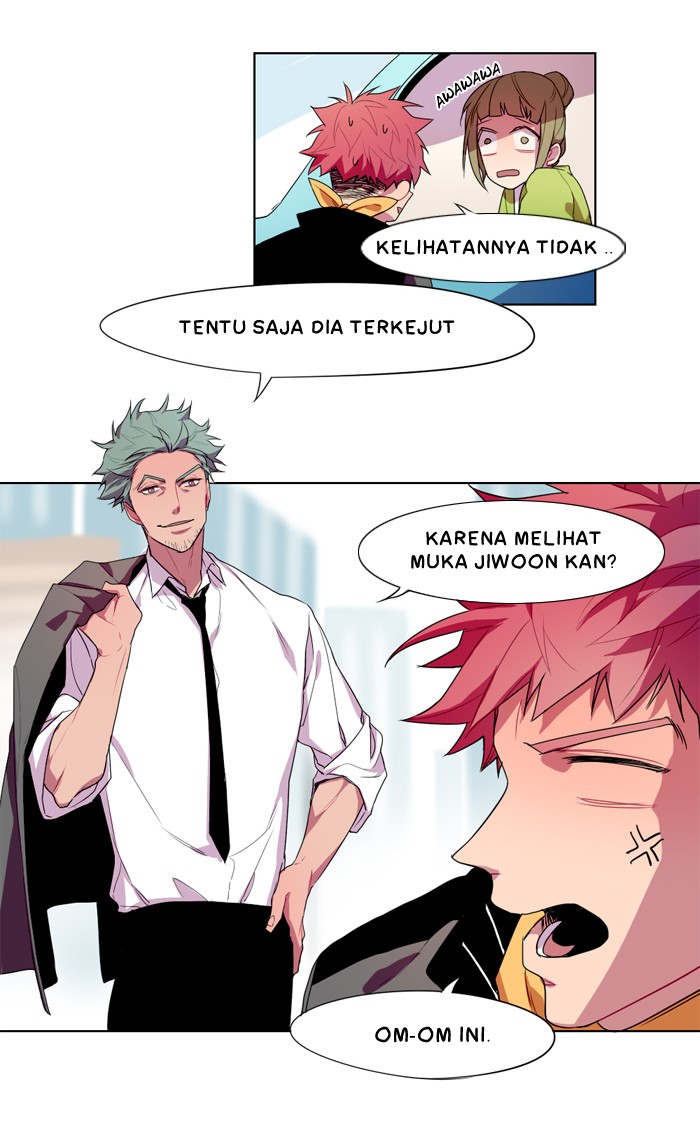 AWAWAWA
KELIHATANNYA TIDAK ..
TENTU SAJA DIA TERKEJUT
KARENA MELIHAT
MUKA JIWOON KAN?
OM-OM INI.